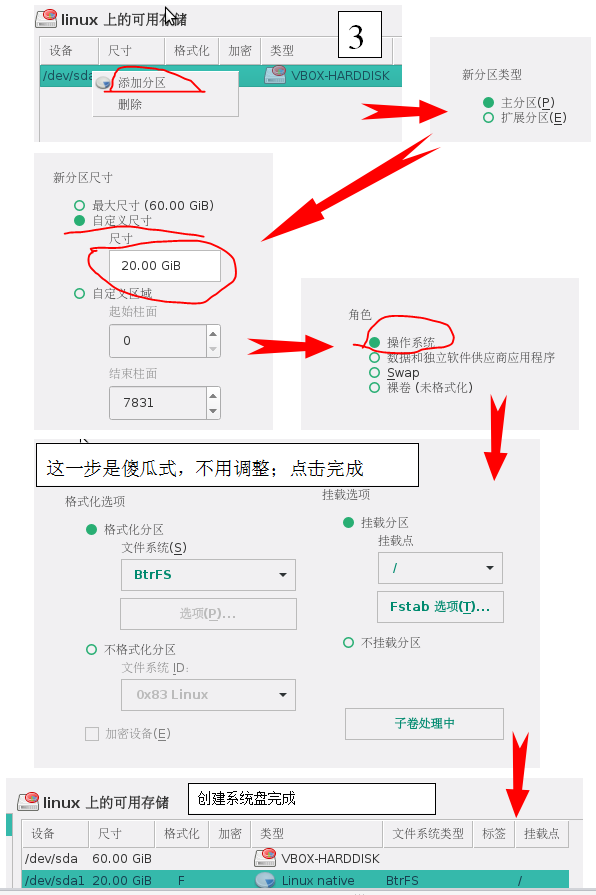 linux 上的可用存储
3
设备 尺寸 格式化 加密 类型
/dev/sda VBOX-HARDDISK
添加分区
删除
新分区类型
主分区(P)
扩展分区(E)
新分区尺寸
最大尺寸 (60.00 GiB)
自定义尺寸
尺寸
20.00 GiB
自定义区域
起始柱面
0
结束柱面
7831
角色
操作系统
数据和独立软件供应商应用程序
Swap
裸卷 (未格式化)
这一步是傻瓜式，不用调整；点击完成
格式化选项
格式化分区
文件系统(S)
BtrFS
选项(P)...
不格式化分区
文件系统 ID:
0x83 Linux
加密设备(E)
挂载选项
挂载分区
挂载点
/
Fstab 选项(T)...
不挂载分区
子卷处理中
linux 上的可用存储
创建系统盘完成
设备 尺寸 格式化 加密 类型 文件系统类型 标签 挂载点
/dev/sda 60.00 GiB VBOX-HARDDISK
/dev/sda1 20.00 GiB F Linux native BtrFS /